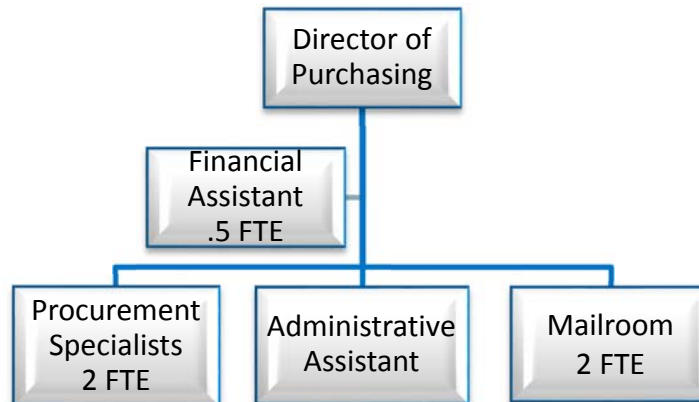 Director of
Purchasing
Financial
Assistant
.5 FTE
Procurement
Specialists
2 FTE
Administrative
Assistant
Mailroom
2 FTE